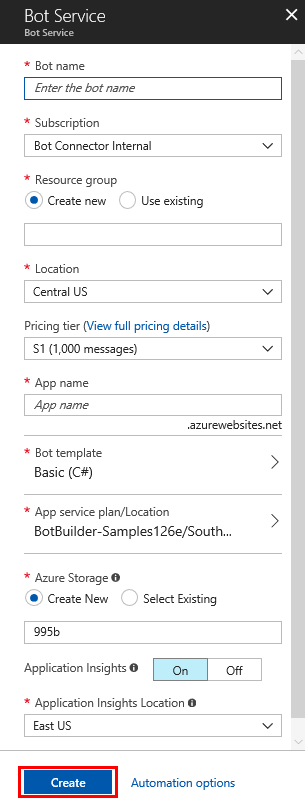 Bot Service
Bot Service
* Bot name
Enter the bot name
* Subscription
Bot Connector Internal
* Resource group
Create new Use existing
* Location
Central US
Pricing tier (View full pricing details)
S1 (1,000 messages)
* App name
App name
.azurewebsites.net
* Bot template
Basic (C#)
* App service plan/Location
BotBuilder-Samples126e/South...
* Azure Storage
Create New Select Existing
995b
Application Insights On Off
* Application Insights Location
East US
Create Automation options